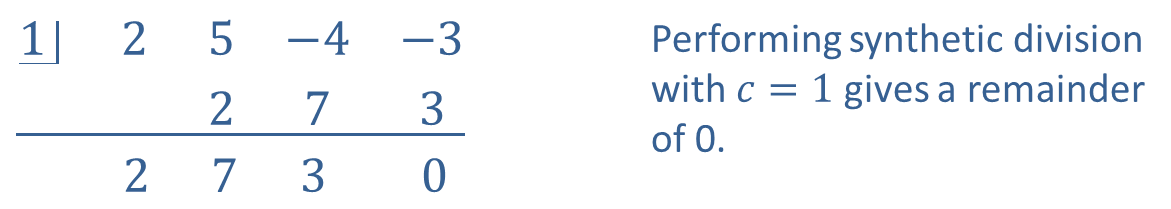 1| 2 5 −4 −3
2 7 3
2 7 3 0
Performing synthetic division
with c = 1 gives a remainder
of 0.